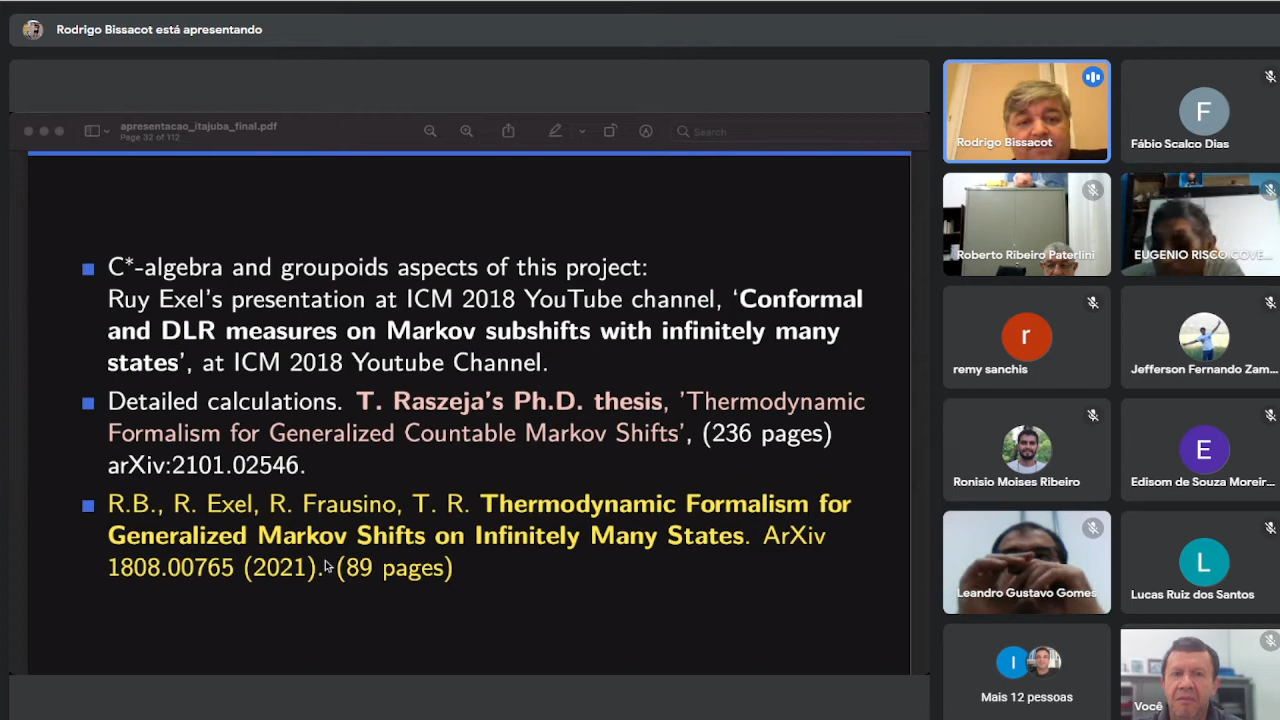 Rodrigo Bissacot está apresentando
apresentacao_itajuba_final.pdf
Page 32 of 112
Search
C*-algebra and groupoids aspects of this project:
Ruy Exel's presentation at ICM 2018 YouTube channel, 'Conformal
and DLR measures on Markov subshifts with infinitely many
states', at ICM 2018 Youtube Channel.
Detailed calculations. T. Raszeja's Ph.D. thesis, 'Thermodynamic
Formalism for Generalized Countable Markov Shifts', (236 pages)
arXiv:2101.02546.
R.B., R. Exel, R. Frausino, T. R. Thermodynamic Formalism for
Generalized Markov Shifts on Infinitely Many States. ArXiv
1808.00765 (2021). (89 pages)
Rodrigo Bissacot
F
Fábio Scalco Dias
Roberto Ribeiro Paterlini
EUGENIO RISCO COVE...
r
remy sanchis
Jefferson Fernando Zam...
Ronisio Moises Ribeiro
E
Edisom de Souza Moreir...
Leandro Gustavo Gomes
L
Lucas Ruiz dos Santos
I
Mais 12 pessoas
Você